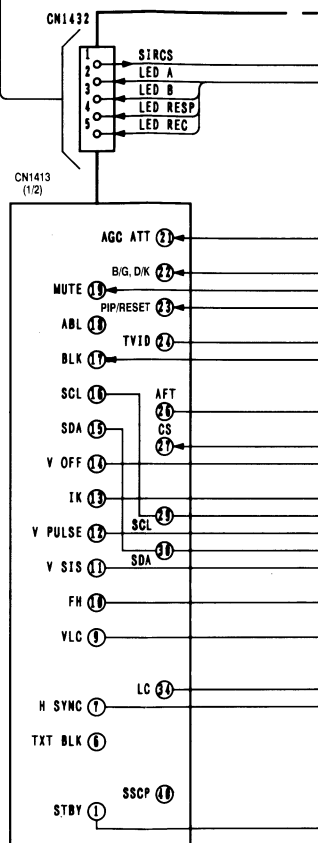 CN1432
1 SIRCS
2 LED A
3 LED B
4 LED RESP
5 LED REC
CN1413
(1/2)
AGC ATT 21
B/G, D/K 22
MUTE 19
PIP/RESET 23
ABL 18
TVID 24
BLK 17
SCL 16
AFT
26
SDA 15
CS
27
V OFF 14
IK 13
29
SCL
V PULSE 12
30
SDA
V SIS 11
FH 10
VLC 9
LC 34
H SYNC 7
TXT BLK 6
SSCP 40
STBY 1